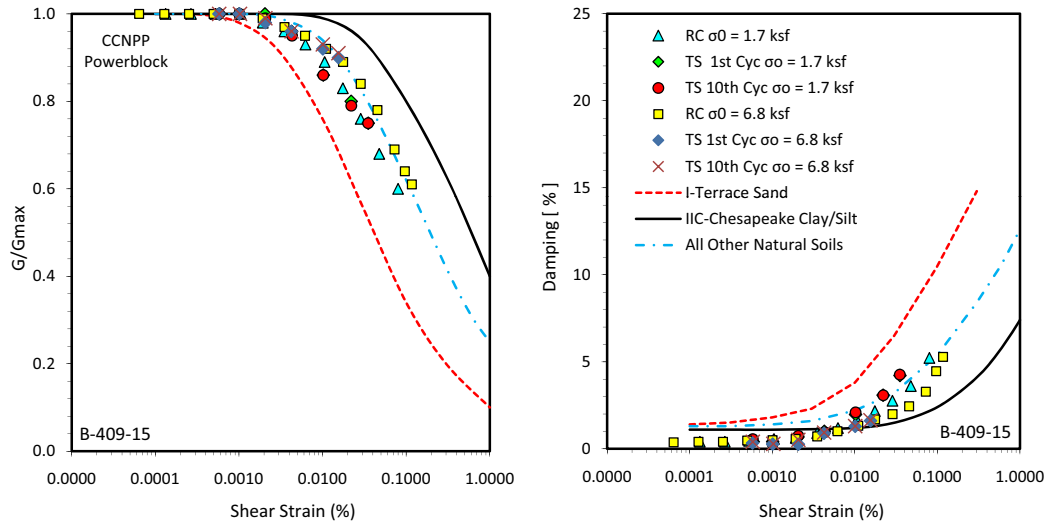 CCNPP
Powerblock
G/Gmax
1.0
0.8
0.6
0.4
0.2
0.0
B-409-15
0.0000 0.0001 0.0010 0.0100 0.1000 1.0000
Shear Strain (%)
Damping [ % ]
25
20
15
10
5
0
RC σ0 = 1.7 ksf
TS 1st Cyc σo = 1.7 ksf
TS 10th Cyc σo = 1.7 ksf
RC σ0 = 6.8 ksf
TS 1st Cyc σo = 6.8 ksf
TS 10th Cyc σo = 6.8 ksf
I-Terrace Sand
IIC-Chesapeake Clay/Silt
All Other Natural Soils
B-409-15
0.0000 0.0001 0.0010 0.0100 0.1000 1.0000
Shear Strain (%)